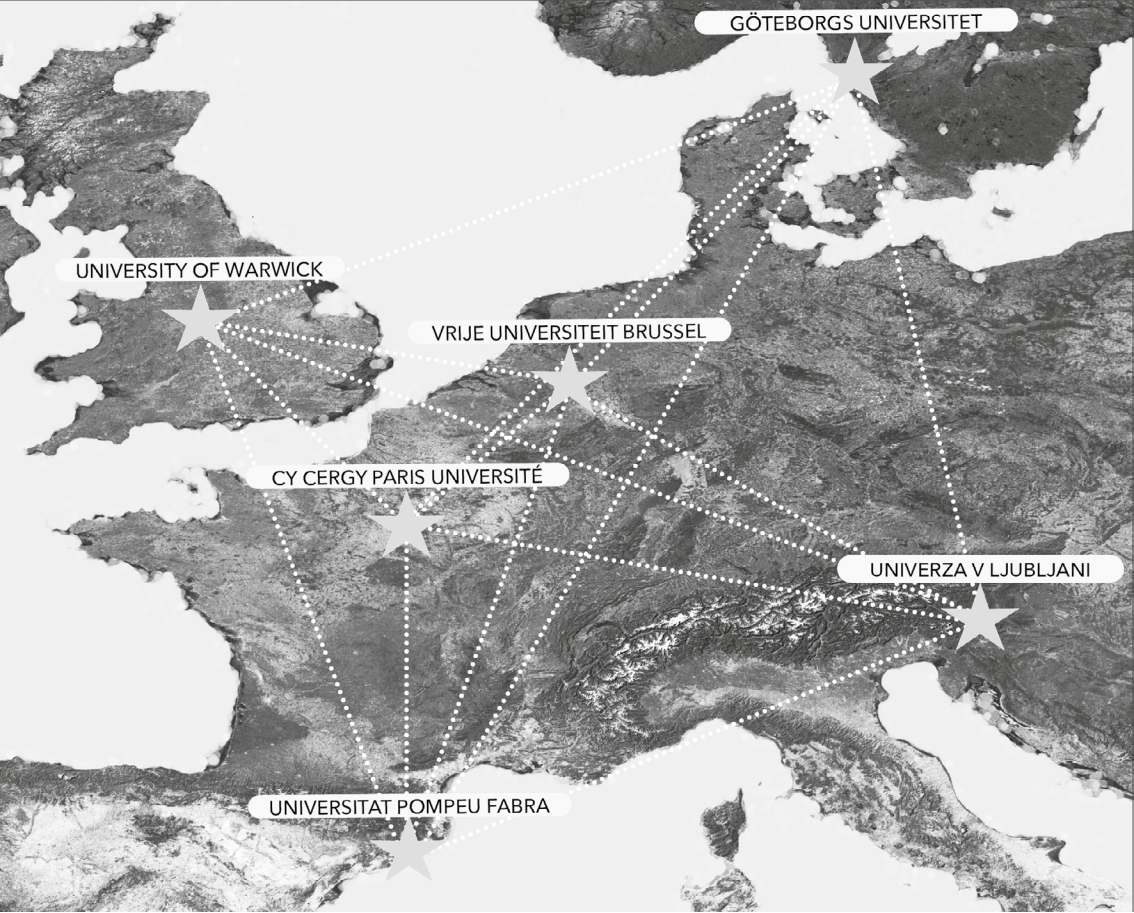 GÖTEBORGS UNIVERSITET
UNIVERSITY OF WARWICK
VRIJE UNIVERSITEIT BRUSSEL
CY CERGY PARIS UNIVERSITÉ
UNIVERZA V LJUBLJANI
UNIVERSITAT POMPEU FABRA